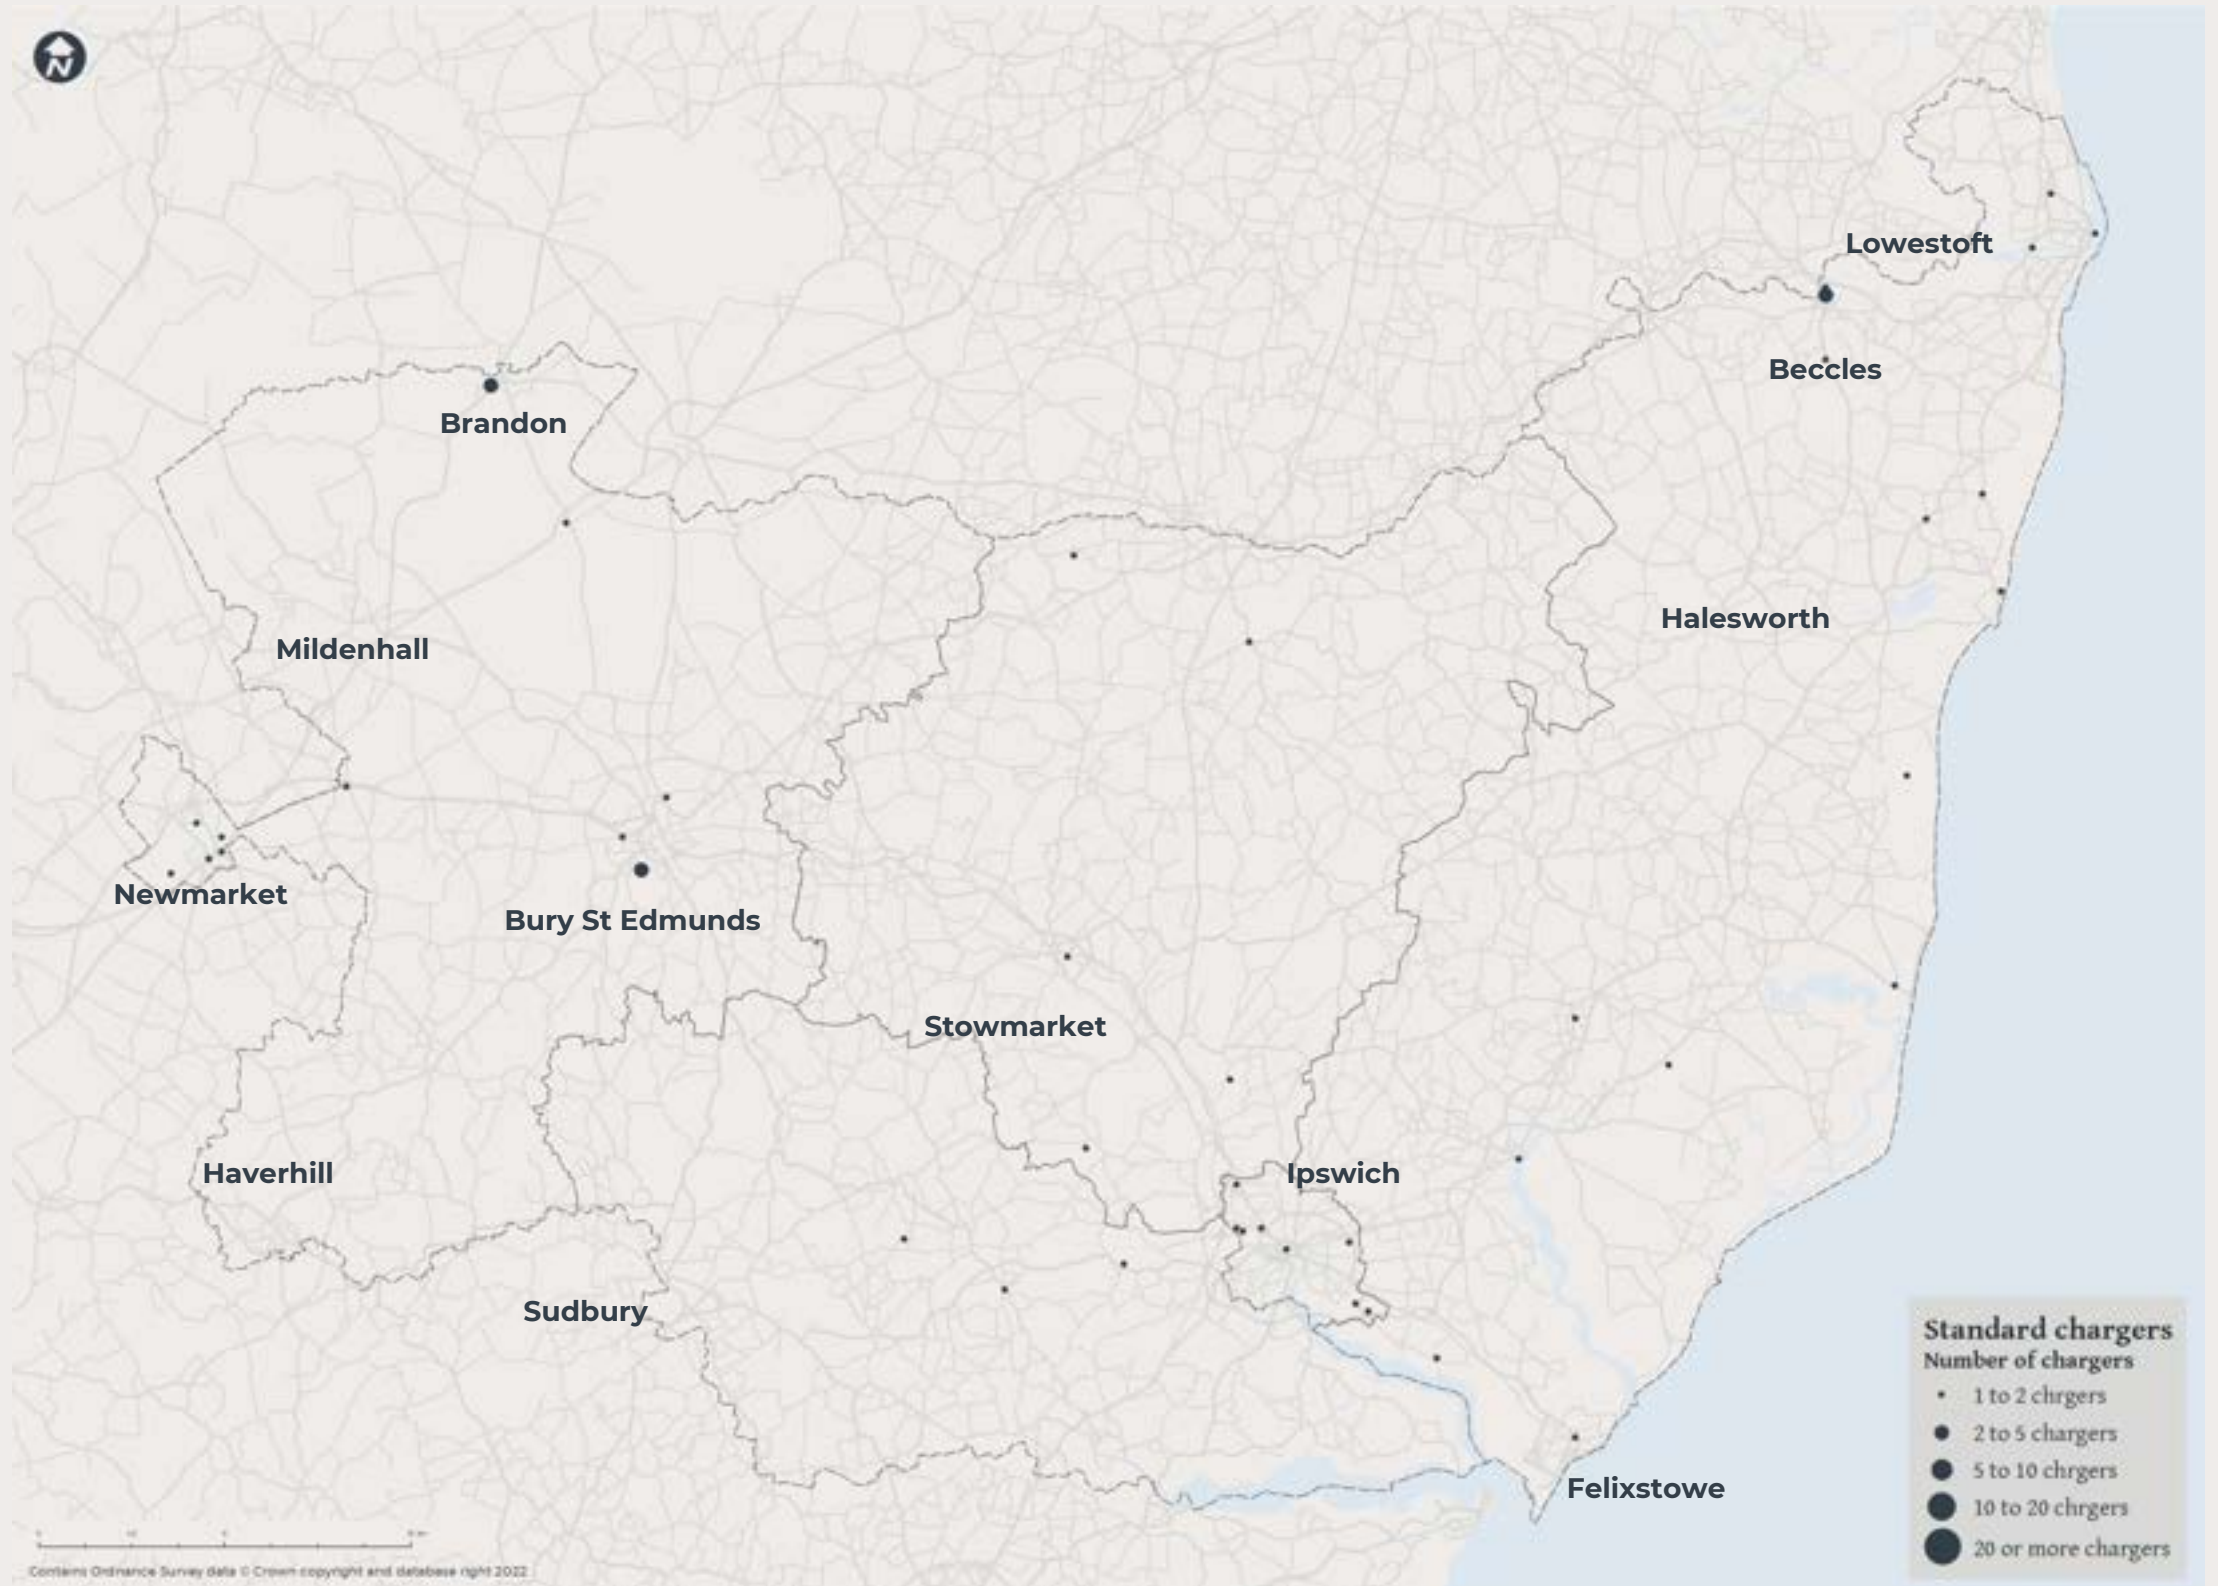 N
Lowestoft
Beccles
Brandon
Halesworth
Mildenhall
Newmarket
Bury St Edmunds
Stowmarket
Haverhill
Ipswich
Sudbury
Felixstowe
Standard chargers
Number of chargers
1 to 2 chrgers
2 to 5 chargers
5 to 10 chrgers
10 to 20 chrgers
20 or more chargers
Contains Ordnance Survey data © Crown copyright and database right 2022